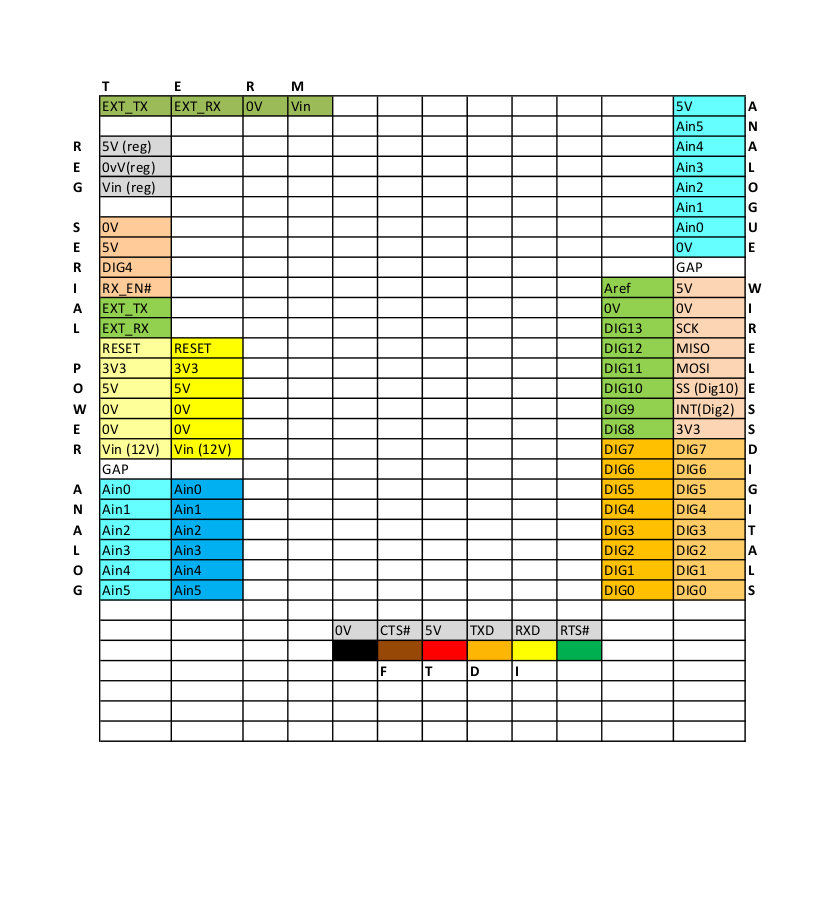 T E R M
EXT_TX EXT_RX 0V Vin 5V A
Ain5 N
R 5V (reg) Ain4 A
E 0vV(reg) Ain3 L
G Vin (reg) Ain2 O
Ain1 G
S 0V Ain0 U
E 5V 0V E
R DIG4 GAP
I RX_EN# Aref 5V W
A EXT_TX 0V 0V I
L EXT_RX DIG13 SCK R
RESET RESET DIG12 MISO E
P 3V3 3V3 DIG11 MOSI L
O 5V 5V DIG10 SS (Dig10) E
W 0V 0V DIG9 INT(Dig2) S
E 0V 0V DIG8 3V3 S
R Vin (12V) Vin (12V) DIG7 DIG7 D
GAP DIG6 DIG6 I
A Ain0 Ain0 DIG5 DIG5 G
N Ain1 Ain1 DIG4 DIG4 I
A Ain2 Ain2 DIG3 DIG3 T
L Ain3 Ain3 DIG2 DIG2 A
O Ain4 Ain4 DIG1 DIG1 L
G Ain5 Ain5 DIG0 DIG0 S
0V CTS# 5V TXD RXD RTS#
F T D I